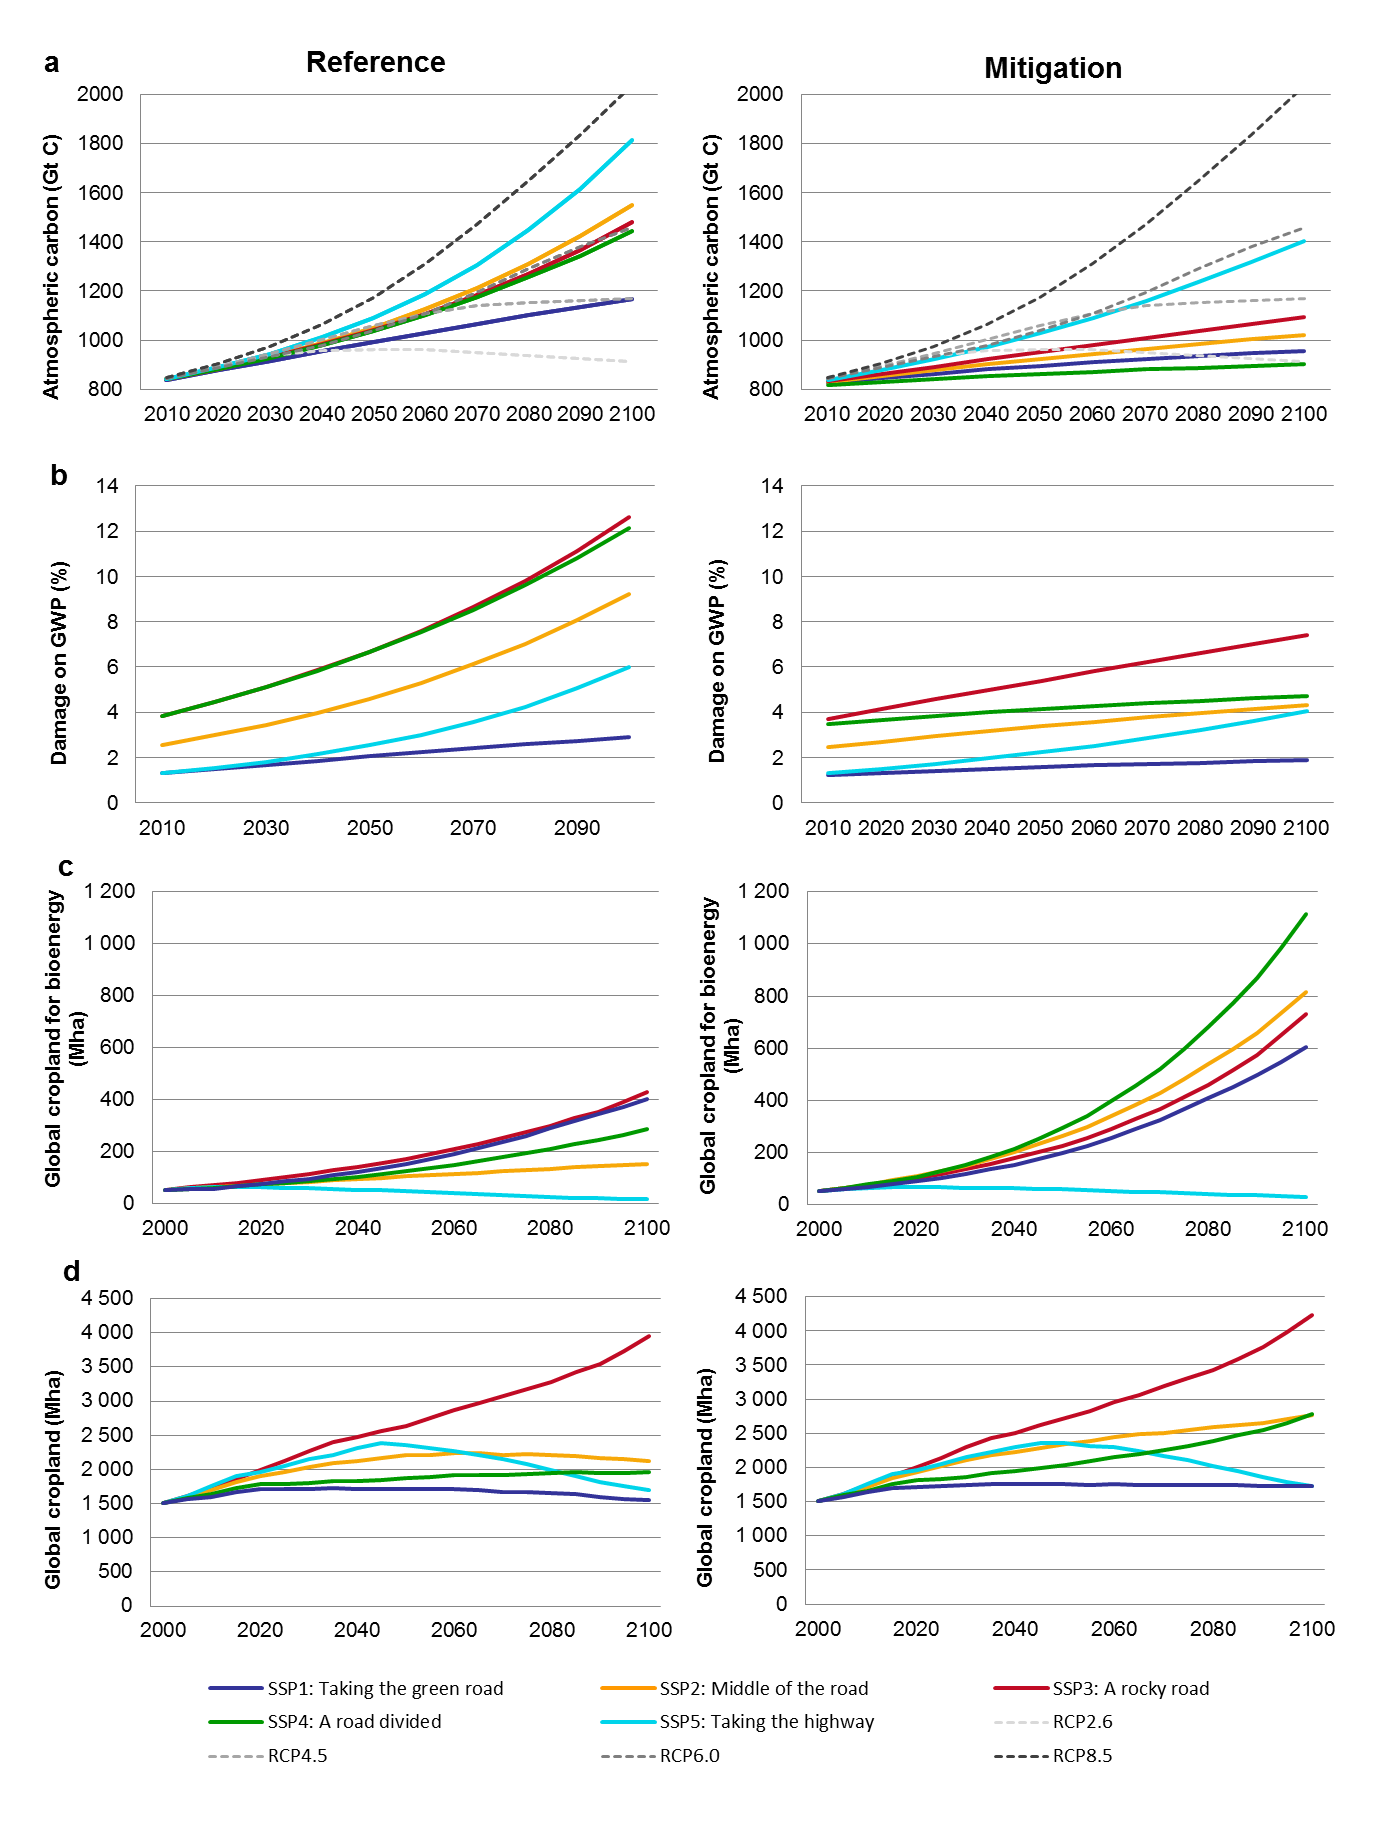 a
Reference
Mitigation
Atmospheric carbon (Gt C)
2000
1800
1600
1400
1200
1000
800
2010 2020 2030 2040 2050 2060 2070 2080 2090 2100
Atmospheric carbon (Gt C)
2000
1800
1600
1400
1200
1000
800
2010 2020 2030 2040 2050 2060 2070 2080 2090 2100
b
Damage on GWP (%)
14
12
10
8
6
4
2
0
2010 2030 2050 2070 2090
Damage on GWP (%)
14
12
10
8
6
4
2
0
2010 2020 2030 2040 2050 2060 2070 2080 2090 2100
c
Global cropland for bioenergy
(Mha)
1 200
1 000
800
600
400
200
0
2000 2020 2040 2060 2080 2100
Global cropland for bioenergy
(Mha)
1 200
1 000
800
600
400
200
0
2000 2020 2040 2060 2080 2100
d
Global cropland (Mha)
4 500
4 000
3 500
3 000
2 500
2 000
1 500
1 000
500
0
2000 2020 2040 2060 2080 2100
Global cropland (Mha)
4 500
4 000
3 500
3 000
2 500
2 000
1 500
1 000
500
0
2000 2020 2040 2060 2080 2100
SSP1: Taking the green road
SSP2: Middle of the road
SSP3: A rocky road
SSP4: A road divided
SSP5: Taking the highway
RCP2.6
RCP4.5
RCP6.0
RCP8.5